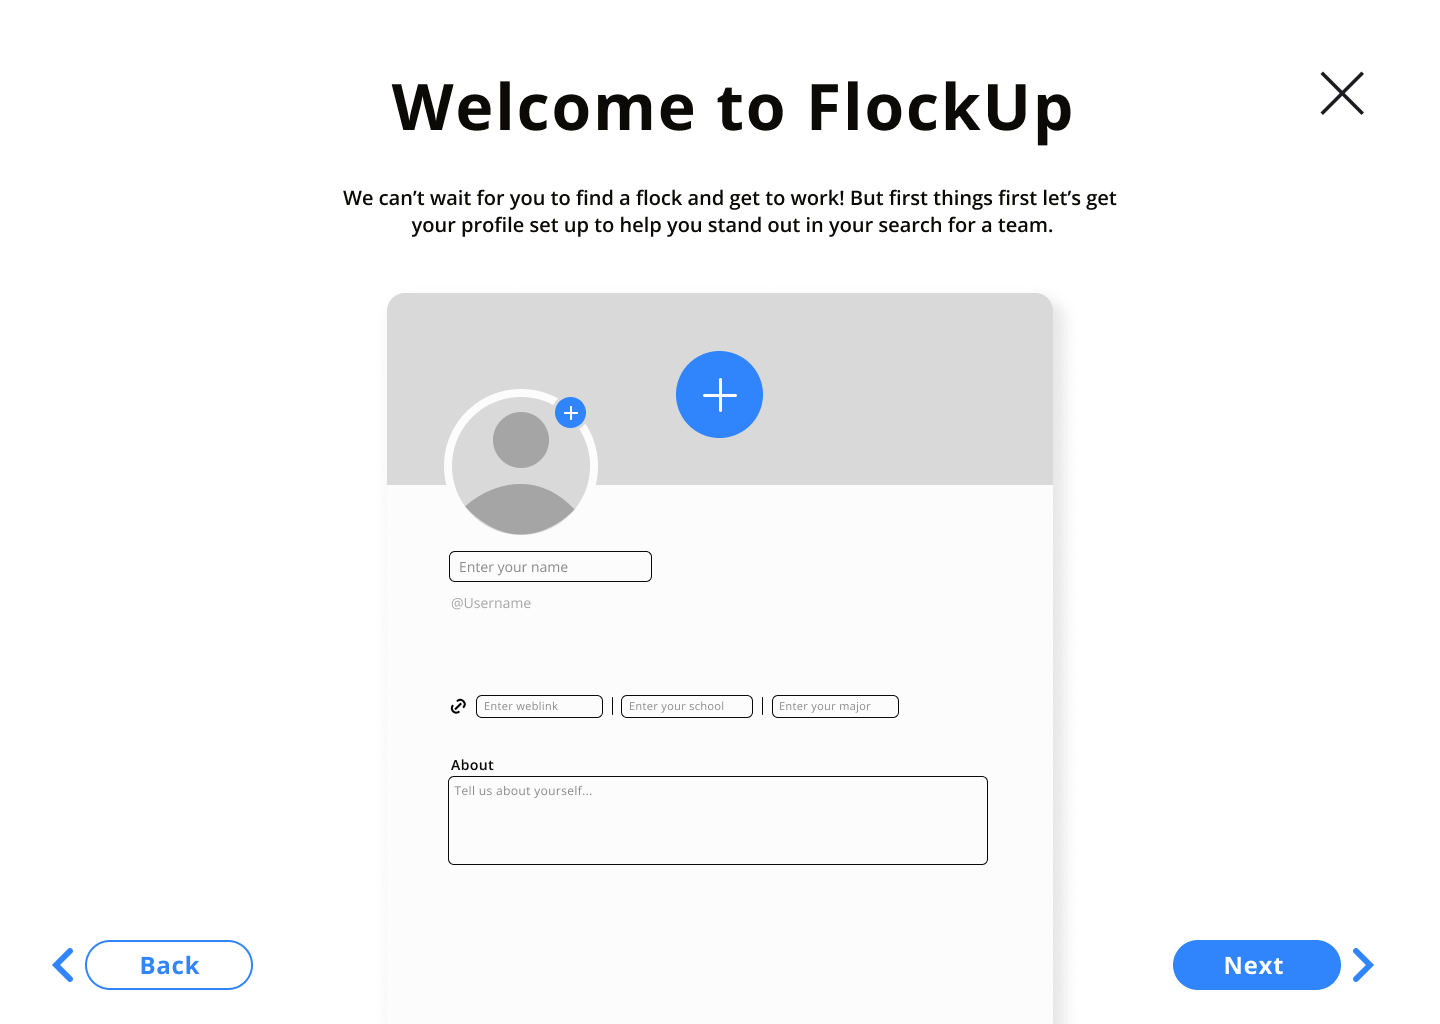 Welcome to FlockUp
We can’t wait for you to find a flock and get to work! But first things first let’s get
your profile set up to help you stand out in your search for a team.
Enter your name
@Username
Enter weblink
Enter your school
Enter your major
About
Tell us about yourself...
Back
Next